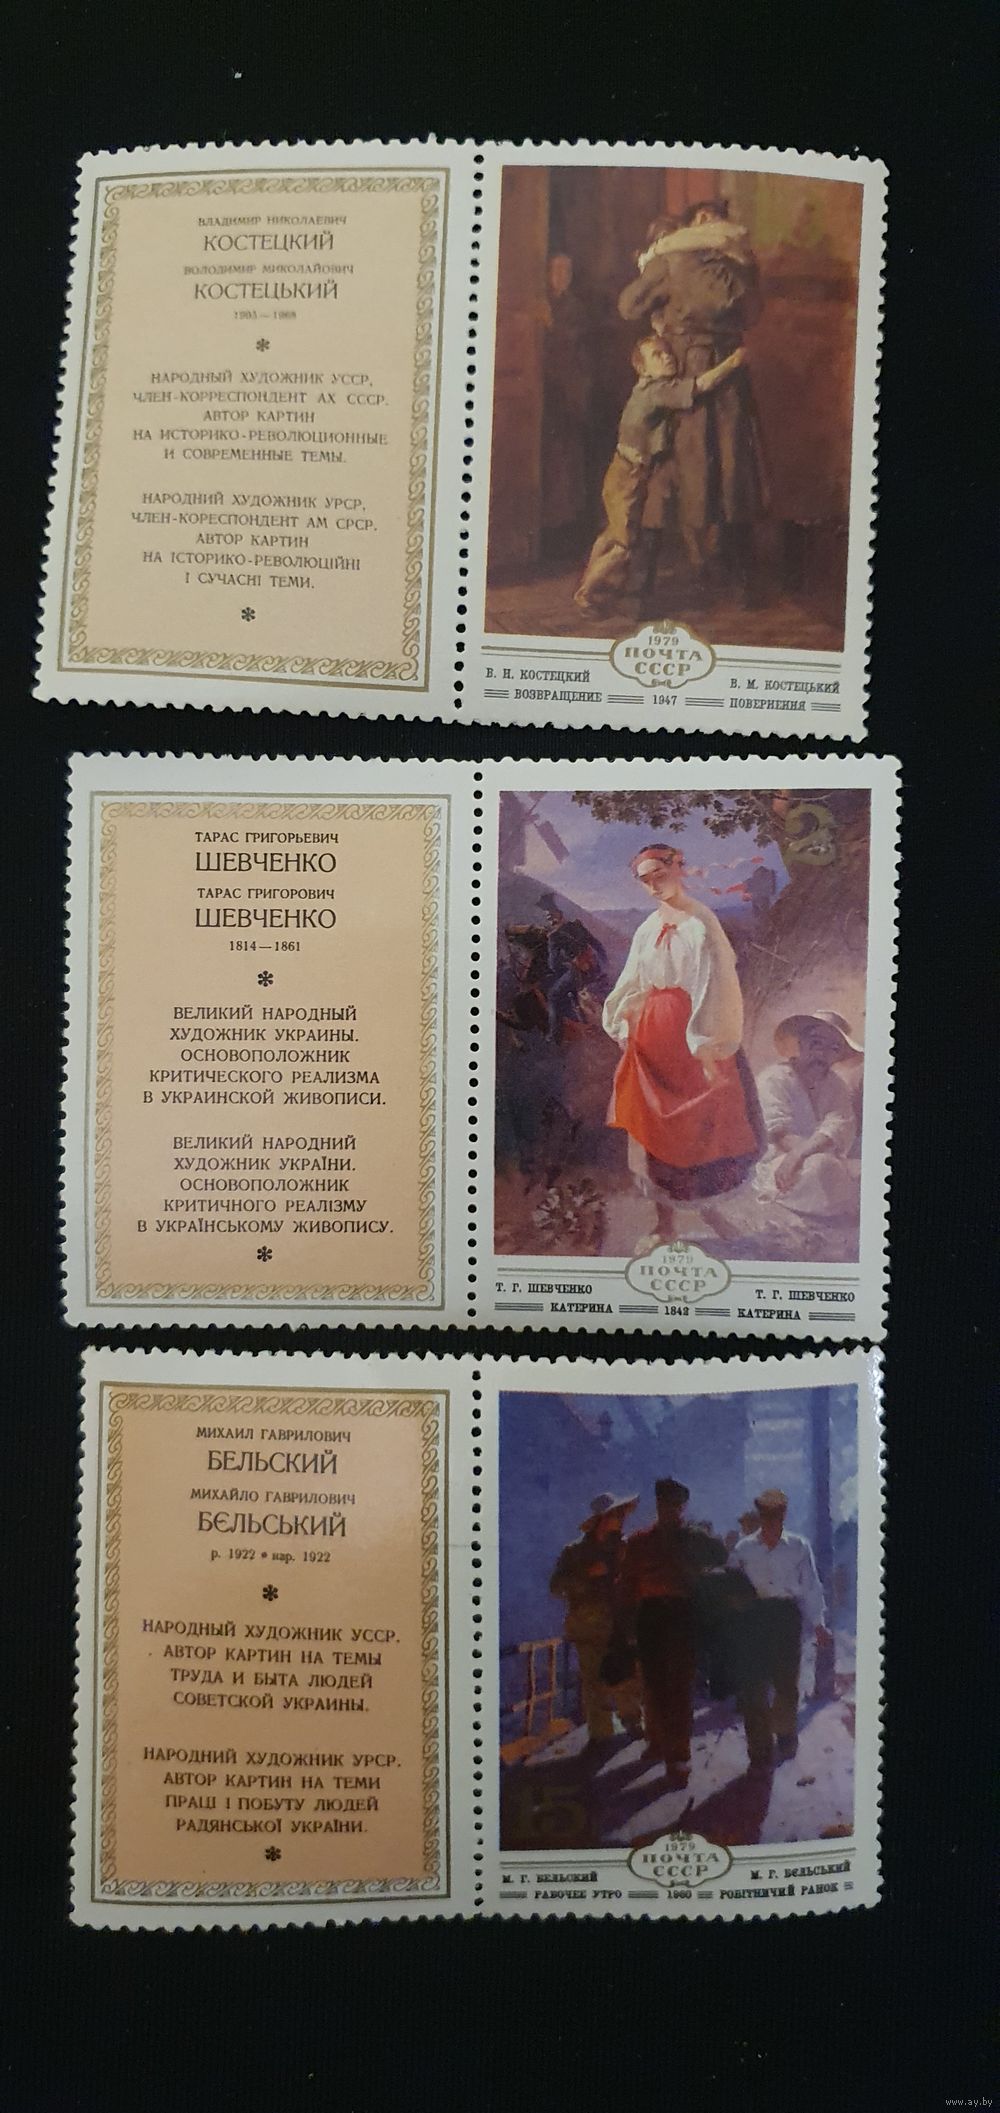 ВЛАДИМИР НИКОЛАЕВИЧ
КОСТЕЦКИЙ
ВОЛОДИМИР МИКОЛАЙОВИЧ
КОСТЕЦЬКИЙ
1905—1968
*
НАРОДНЫЙ ХУДОЖНИК УССР,
ЧЛЕН-КОРРЕСПОНДЕНТ АХ СССР.
АВТОР КАРТИН
НА ИСТОРИКО-РЕВОЛЮЦИОННЫЕ
И СОВРЕМЕННЫЕ ТЕМЫ.
НАРОДНИЙ ХУДОЖНИК УРСР,
ЧЛЕН-КОРЕСПОНДЕНТ АМ СРСР.
АВТОР КАРТИН
НА ІСТОРИКО-РЕВОЛЮЦІЙНІ
І СУЧАСНІ ТЕМИ.
*
3
1979
ПОЧТА
СССР
В. Н. КОСТЕЦКИЙ
ВОЗВРАЩЕНИЕ
1947
В. М. КОСТЕЦЬКИЙ
ПОВЕРНЕННЯ
ТАРАС ГРИГОРЬЕВИЧ
ШЕВЧЕНКО
ТАРАС ГРИГОРОВИЧ
ШЕВЧЕНКО
1814—1861
*
ВЕЛИКИЙ НАРОДНЫЙ
ХУДОЖНИК УКРАИНЫ.
ОСНОВОПОЛОЖНИК
КРИТИЧЕСКОГО РЕАЛИЗМА
В УКРАИНСКОЙ ЖИВОПИСИ.
ВЕЛИКИЙ НАРОДНИЙ
ХУДОЖНИК УКРАЇНИ.
ОСНОВОПОЛОЖНИК
КРИТИЧНОГО РЕАЛІЗМУ
В УКРАЇНСЬКОМУ ЖИВОПИСУ.
*
2
1979
ПОЧТА
СССР
Т. Г. ШЕВЧЕНКО
КАТЕРИНА
1842
Т. Г. ШЕВЧЕНКО
КАТЕРИНА
МИХАИЛ ГАВРИЛОВИЧ
БЕЛЬСКИЙ
МИХАЙЛО ГАВРИЛОВИЧ
БЄЛЬСЬКИЙ
р. 1922 • нар. 1922
*
НАРОДНЫЙ ХУДОЖНИК УССР.
АВТОР КАРТИН НА ТЕМЫ
ТРУДА И БЫТА ЛЮДЕЙ
СОВЕТСКОЙ УКРАИНЫ.
НАРОДНИЙ ХУДОЖНИК УРСР.
АВТОР КАРТИН НА ТЕМИ
ПРАЦІ І ПОБУТУ ЛЮДЕЙ
РАДЯНСЬКОЇ УКРАЇНИ.
*
15
1979
ПОЧТА
СССР
М. Г. БЕЛЬСКИЙ
РАБОЧЕЕ УТРО
1960
М. Г. БЄЛЬСЬКИЙ
РОБІТНИЧИЙ РАНОК
www.ay.by